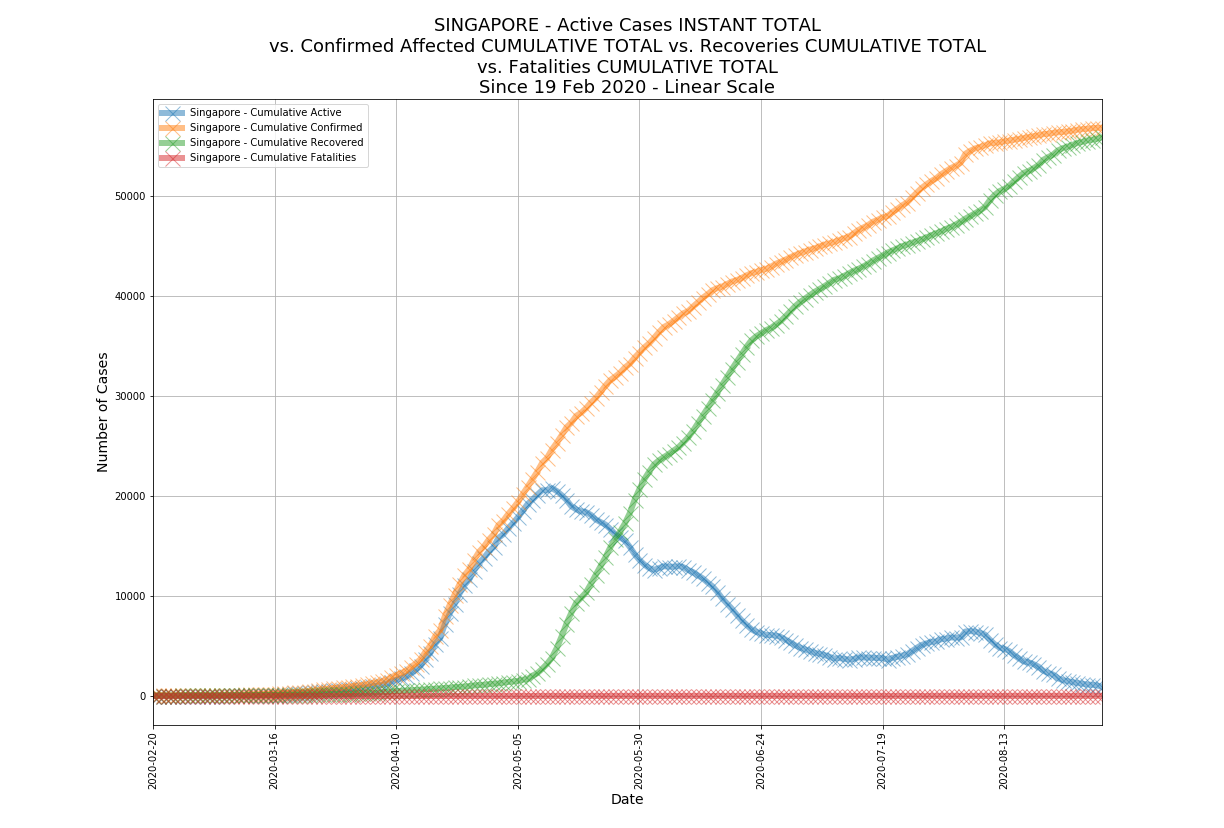 SINGAPORE - Active Cases INSTANT TOTAL
vs. Confirmed Affected CUMULATIVE TOTAL vs. Recoveries CUMULATIVE TOTAL
vs. Fatalities CUMULATIVE TOTAL
Since 19 Feb 2020 - Linear Scale
Singapore - Cumulative Active
Singapore - Cumulative Confirmed
Singapore - Cumulative Recovered
Singapore - Cumulative Fatalities
Number of Cases
50000
40000
30000
20000
10000
0
2020-02-20
2020-03-16
2020-04-10
2020-05-05
2020-05-30
2020-06-24
2020-07-19
2020-08-13
Date